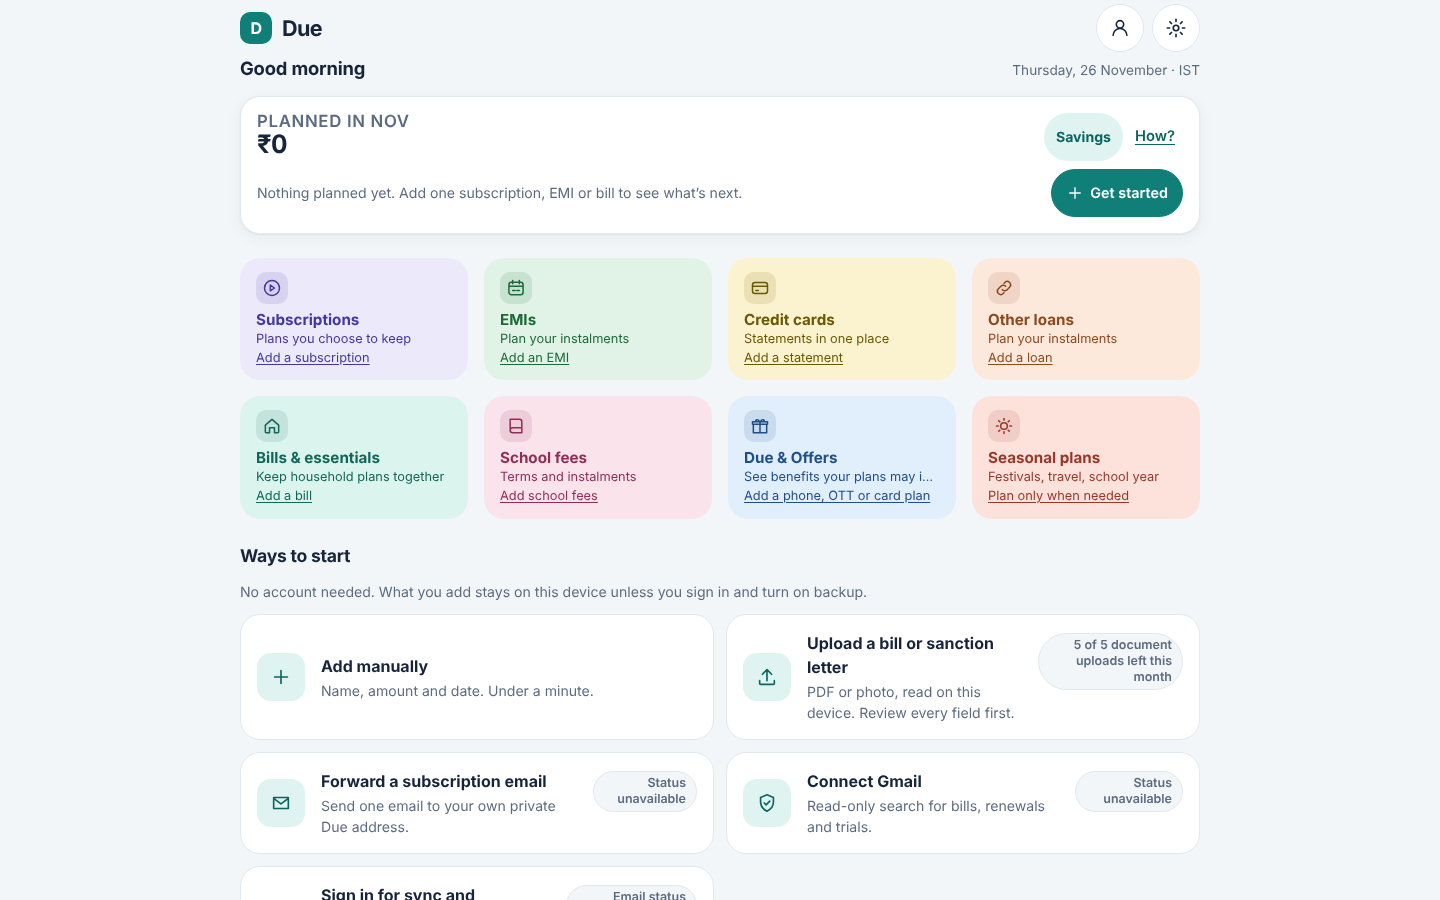 D Due
Good morning
Thursday, 26 November · IST
PLANNED IN NOV
₹0
Savings
How?
Nothing planned yet. Add one subscription, EMI or bill to see what’s next.
Get started
Subscriptions
Plans you choose to keep
Add a subscription
EMIs
Plan your instalments
Add an EMI
Credit cards
Statements in one place
Add a statement
Other loans
Plan your instalments
Add a loan
Bills & essentials
Keep household plans together
Add a bill
School fees
Terms and instalments
Add school fees
Due & Offers
See benefits your plans may i...
Add a phone, OTT or card plan
Seasonal plans
Festivals, travel, school year
Plan only when needed
Ways to start
No account needed. What you add stays on this device unless you sign in and turn on backup.
Add manually
Name, amount and date. Under a minute.
Upload a bill or sanction
letter
PDF or photo, read on this
device. Review every field first.
5 of 5 document
uploads left this
month
Forward a subscription email
Send one email to your own private
Due address.
Status
unavailable
Connect Gmail
Read-only search for bills, renewals
and trials.
Status
unavailable
Sign in for sync and
Email status